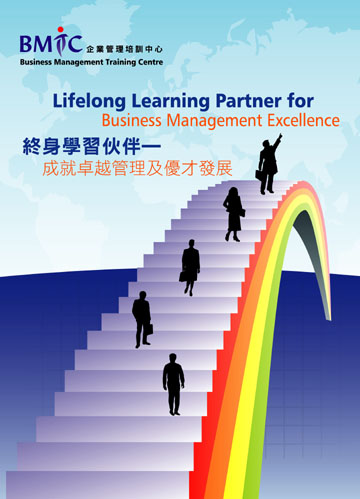 BMTC 企業管理培訓中心
Business Management Training Centre
Lifelong Learning Partner for
Business Management Excellence
終身學習伙伴—
成就卓越管理及優才發展